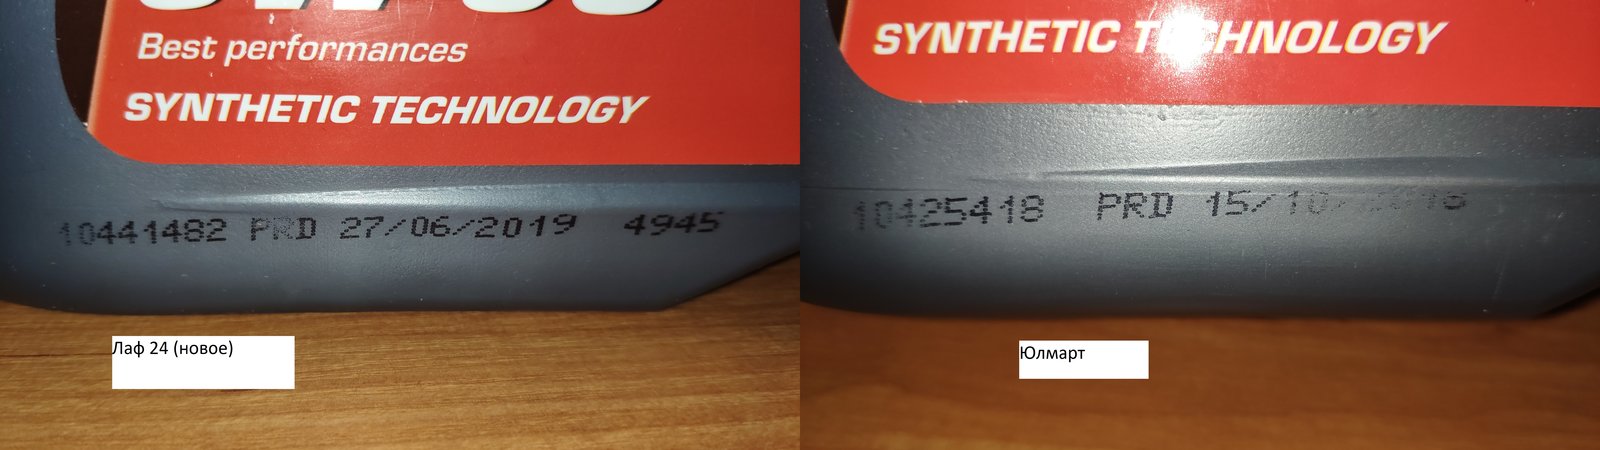 Best performances
SYNTHETIC TECHNOLOGY
10441482 PRD 27/06/2019 4945
Лаф 24 (новое)
SYNTHETIC TECHNOLOGY
10425418 PRD 15/10/2018
Юлмарт